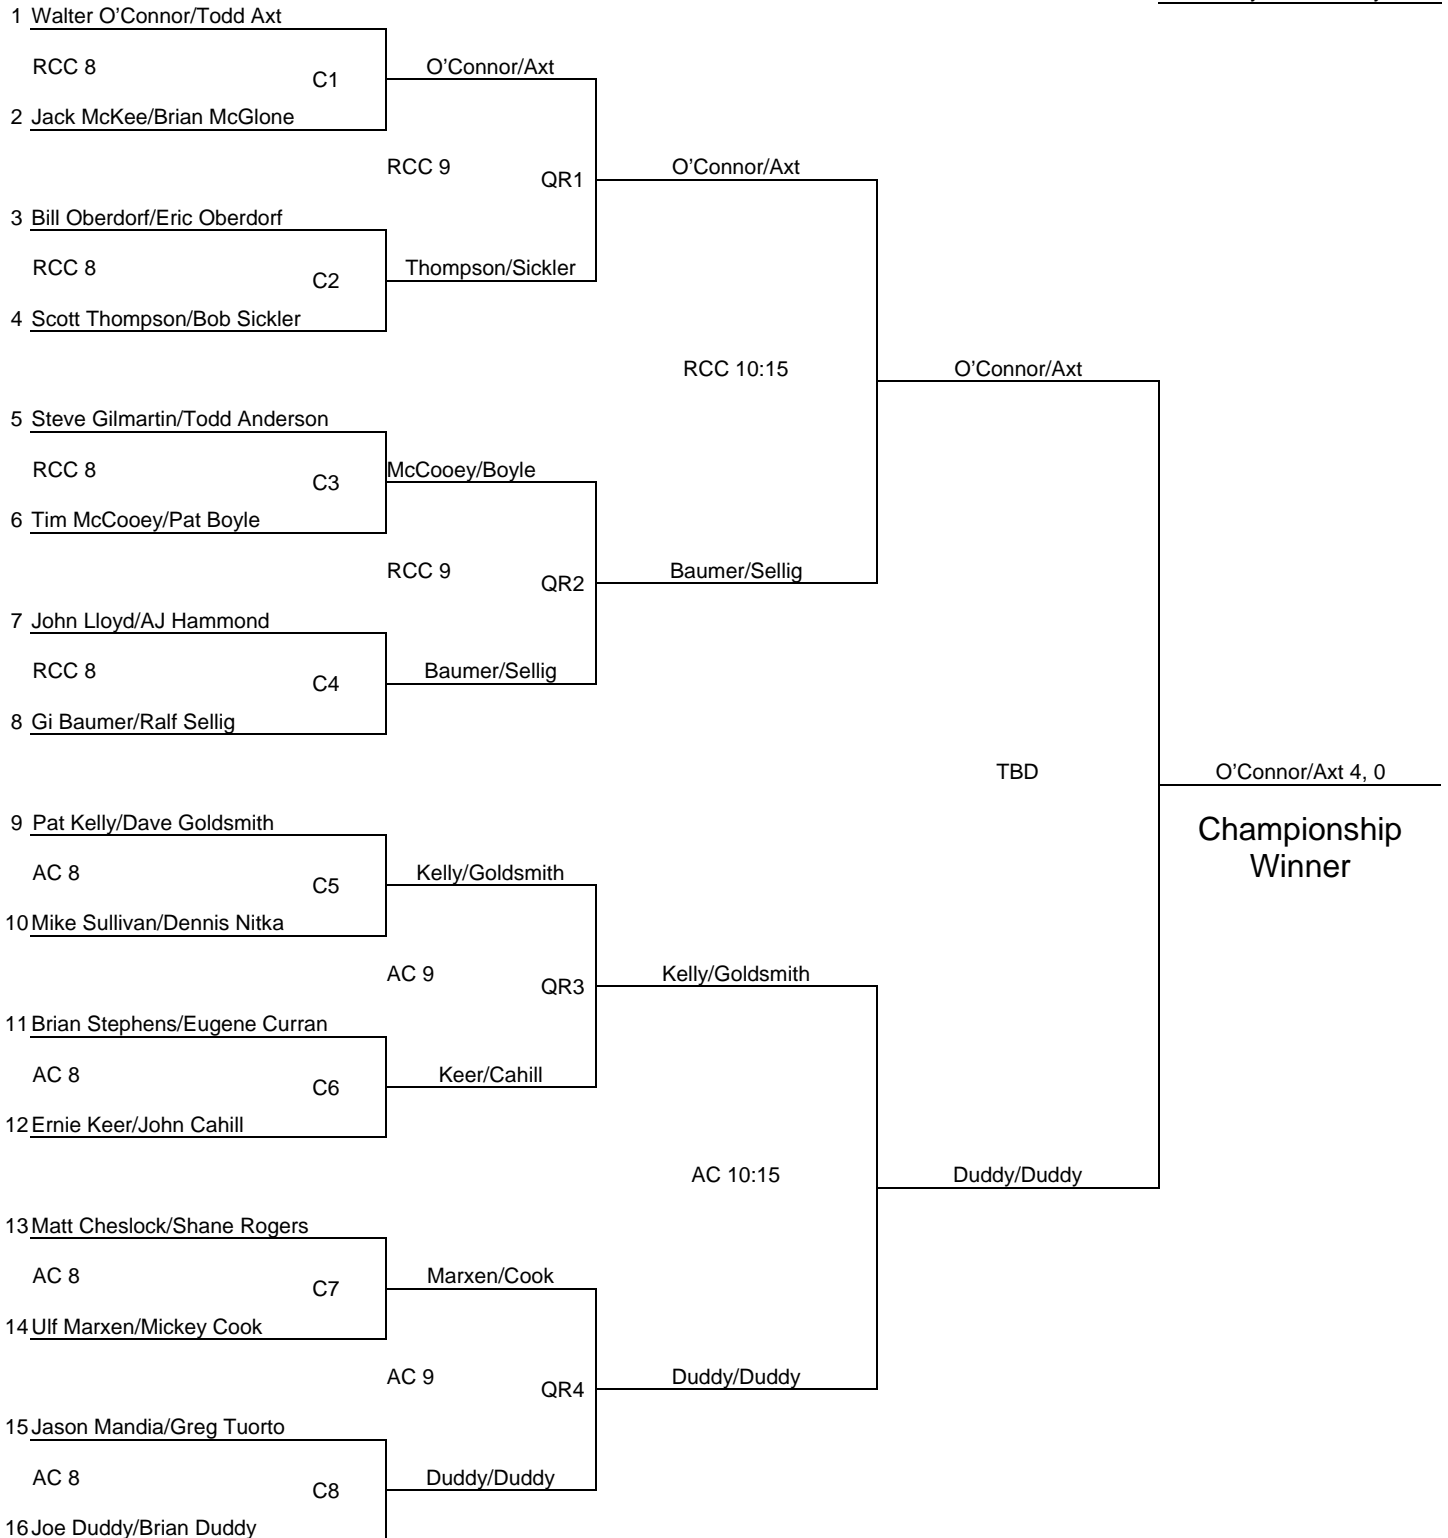 1 Walter O'Connor/Todd Axt
RCC 8
C1
O'Connor/Axt
2 Jack McKee/Brian McGlone
RCC 9
QR1
O'Connor/Axt
3 Bill Oberdorf/Eric Oberdorf
RCC 8
C2
Thompson/Sickler
4 Scott Thompson/Bob Sickler
RCC 10:15
O'Connor/Axt
5 Steve Gilmartin/Todd Anderson
RCC 8
C3
McCooey/Boyle
6 Tim McCooey/Pat Boyle
RCC 9
QR2
Baumer/Sellig
7 John Lloyd/AJ Hammond
RCC 8
C4
Baumer/Sellig
8 Gi Baumer/Ralf Sellig
TBD
O'Connor/Axt 4, 0
Championship
Winner
9 Pat Kelly/Dave Goldsmith
AC 8
C5
Kelly/Goldsmith
10 Mike Sullivan/Dennis Nitka
AC 9
QR3
Kelly/Goldsmith
11 Brian Stephens/Eugene Curran
AC 8
C6
Keer/Cahill
12 Ernie Keer/John Cahill
AC 10:15
Duddy/Duddy
13 Matt Cheslock/Shane Rogers
AC 8
C7
Marxen/Cook
14 Ulf Marxen/Mickey Cook
AC 9
QR4
Duddy/Duddy
15 Jason Mandia/Greg Tuorto
AC 8
C8
Duddy/Duddy
16 Joe Duddy/Brian Duddy